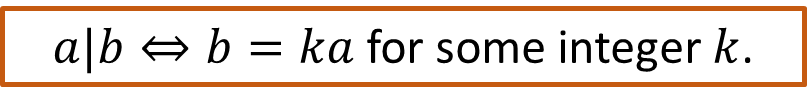 a|b ⟺ b = ka for some integer k.